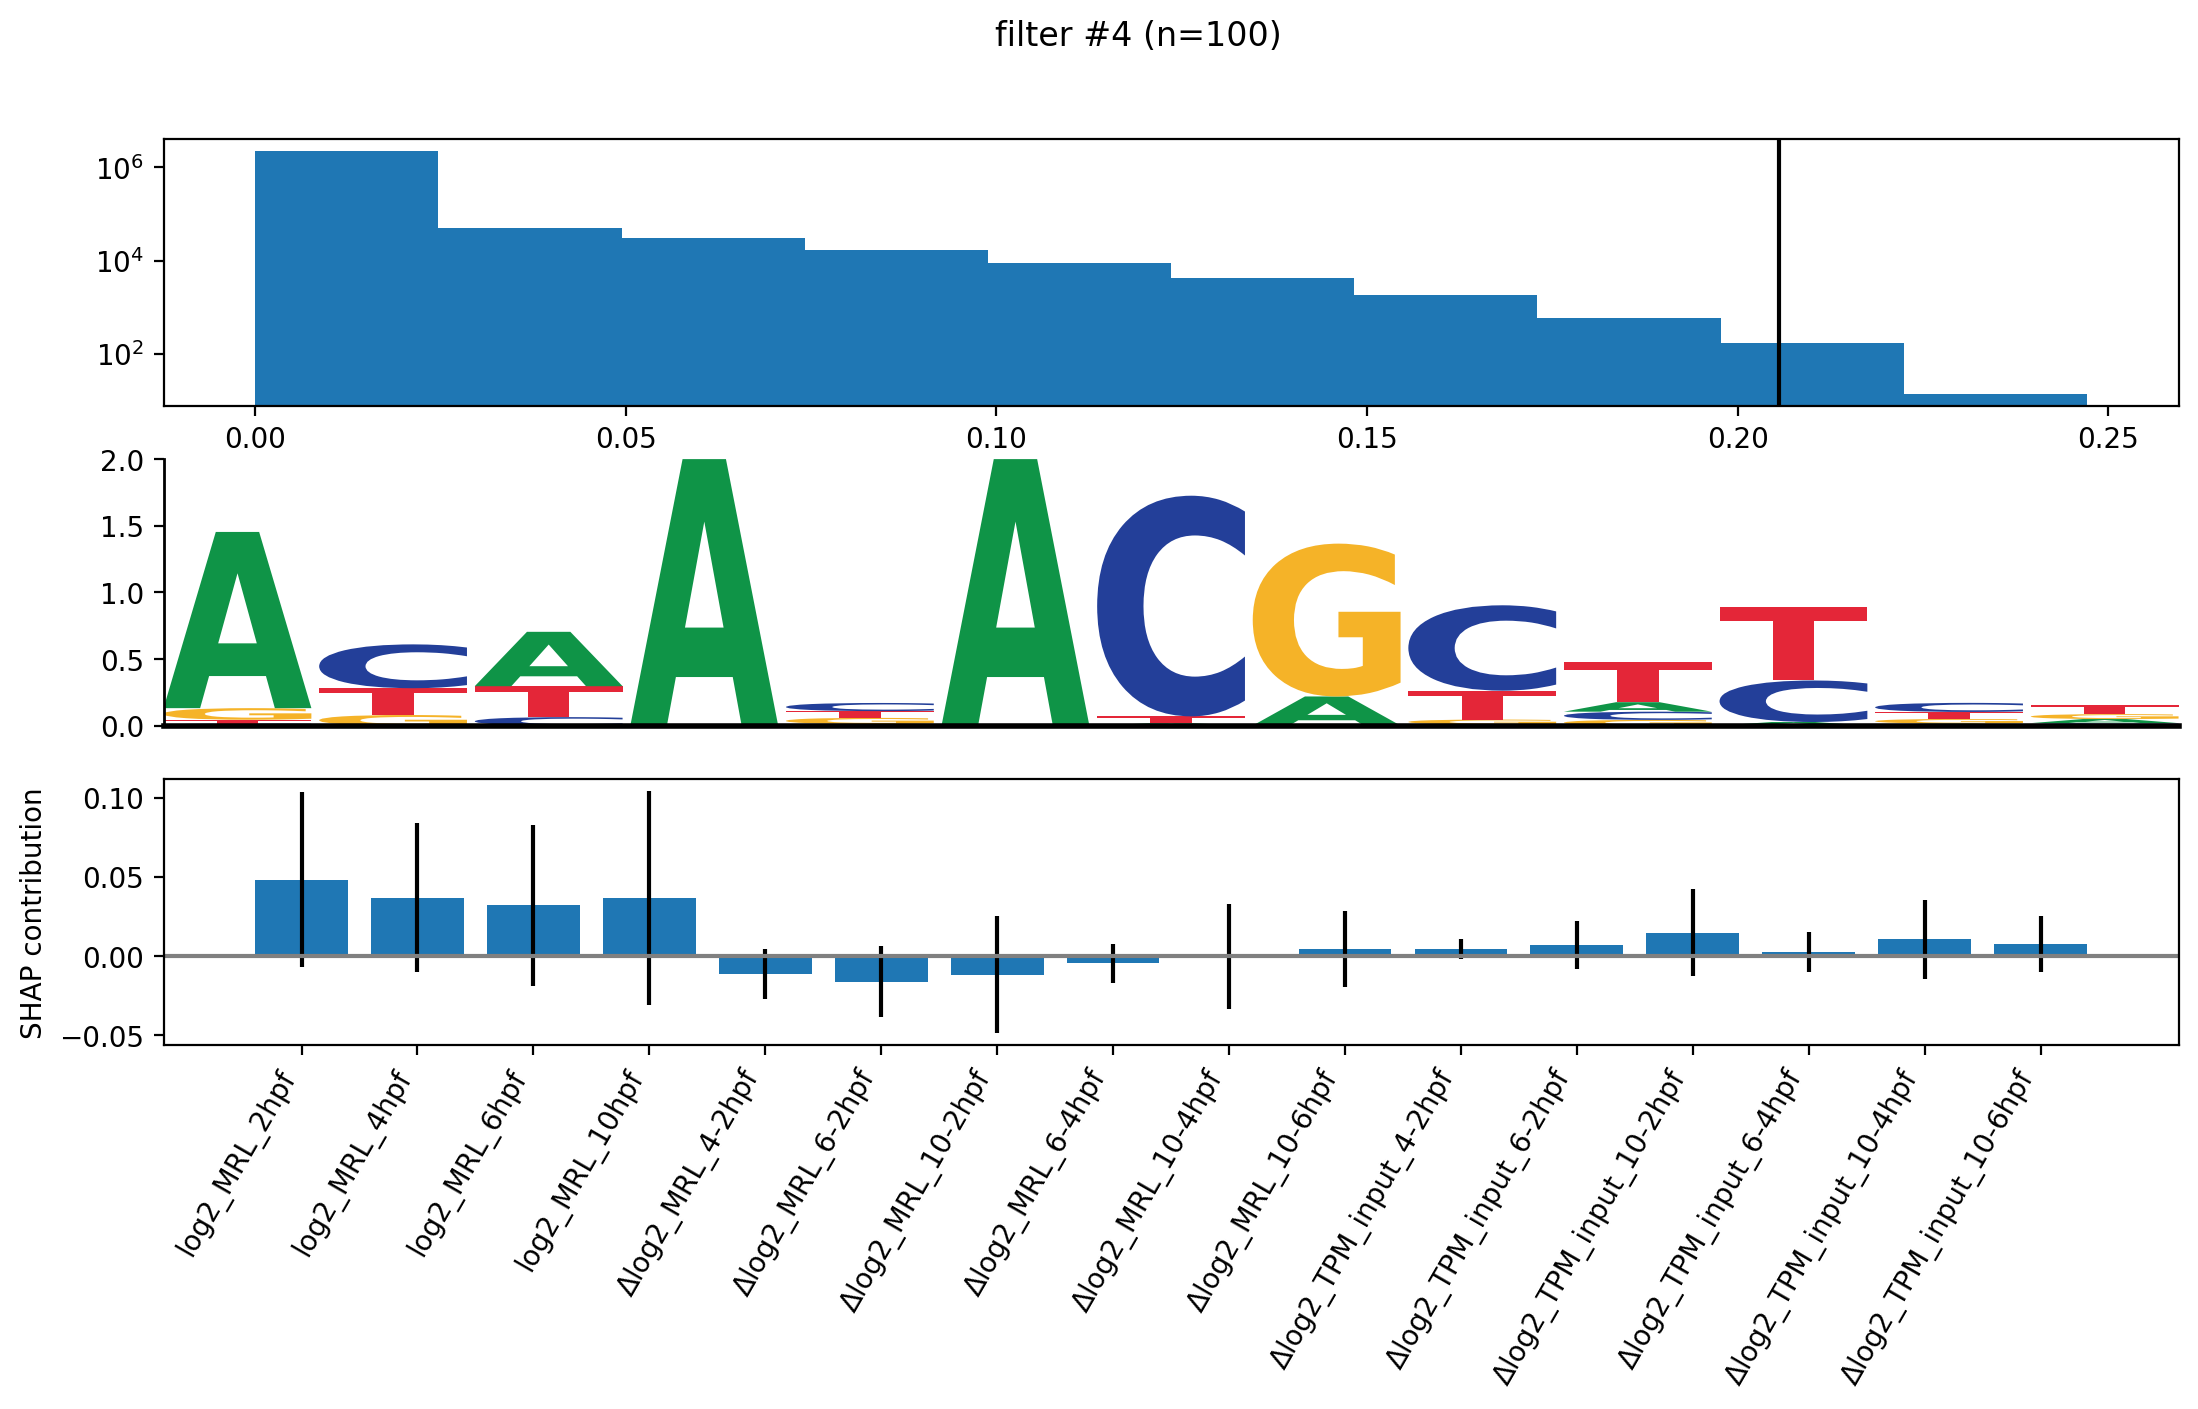 filter #4 (n=100)
10^6
10^4
10^2
0.00 0.05 0.10 0.15 0.20 0.25
2.0
1.5
1.0
0.5
0.0
A C A A C A C G C T T C T
G T T T T A T A C T G
T G C G G C G A
SHAP contribution
0.10
0.05
0.00
−0.05
log2_MRL_2hpf
log2_MRL_4hpf
log2_MRL_6hpf
log2_MRL_10hpf
Δlog2_MRL_4-2hpf
Δlog2_MRL_6-2hpf
Δlog2_MRL_10-2hpf
Δlog2_MRL_6-4hpf
Δlog2_MRL_10-4hpf
Δlog2_MRL_10-6hpf
Δlog2_TPM_input_4-2hpf
Δlog2_TPM_input_6-2hpf
Δlog2_TPM_input_10-2hpf
Δlog2_TPM_input_6-4hpf
Δlog2_TPM_input_10-4hpf
Δlog2_TPM_input_10-6hpf